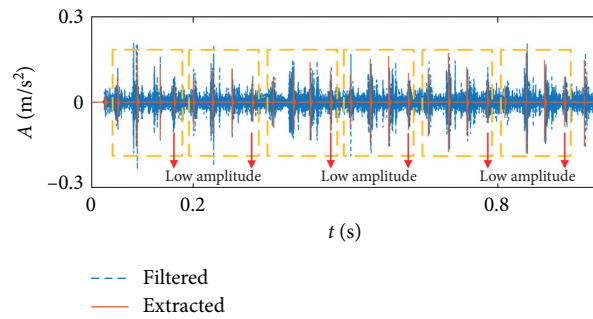 0.3
A (m/s²)
0
−0.3
Low amplitude Low amplitude Low amplitude
0 0.2 0.8
t (s)
Filtered
Extracted